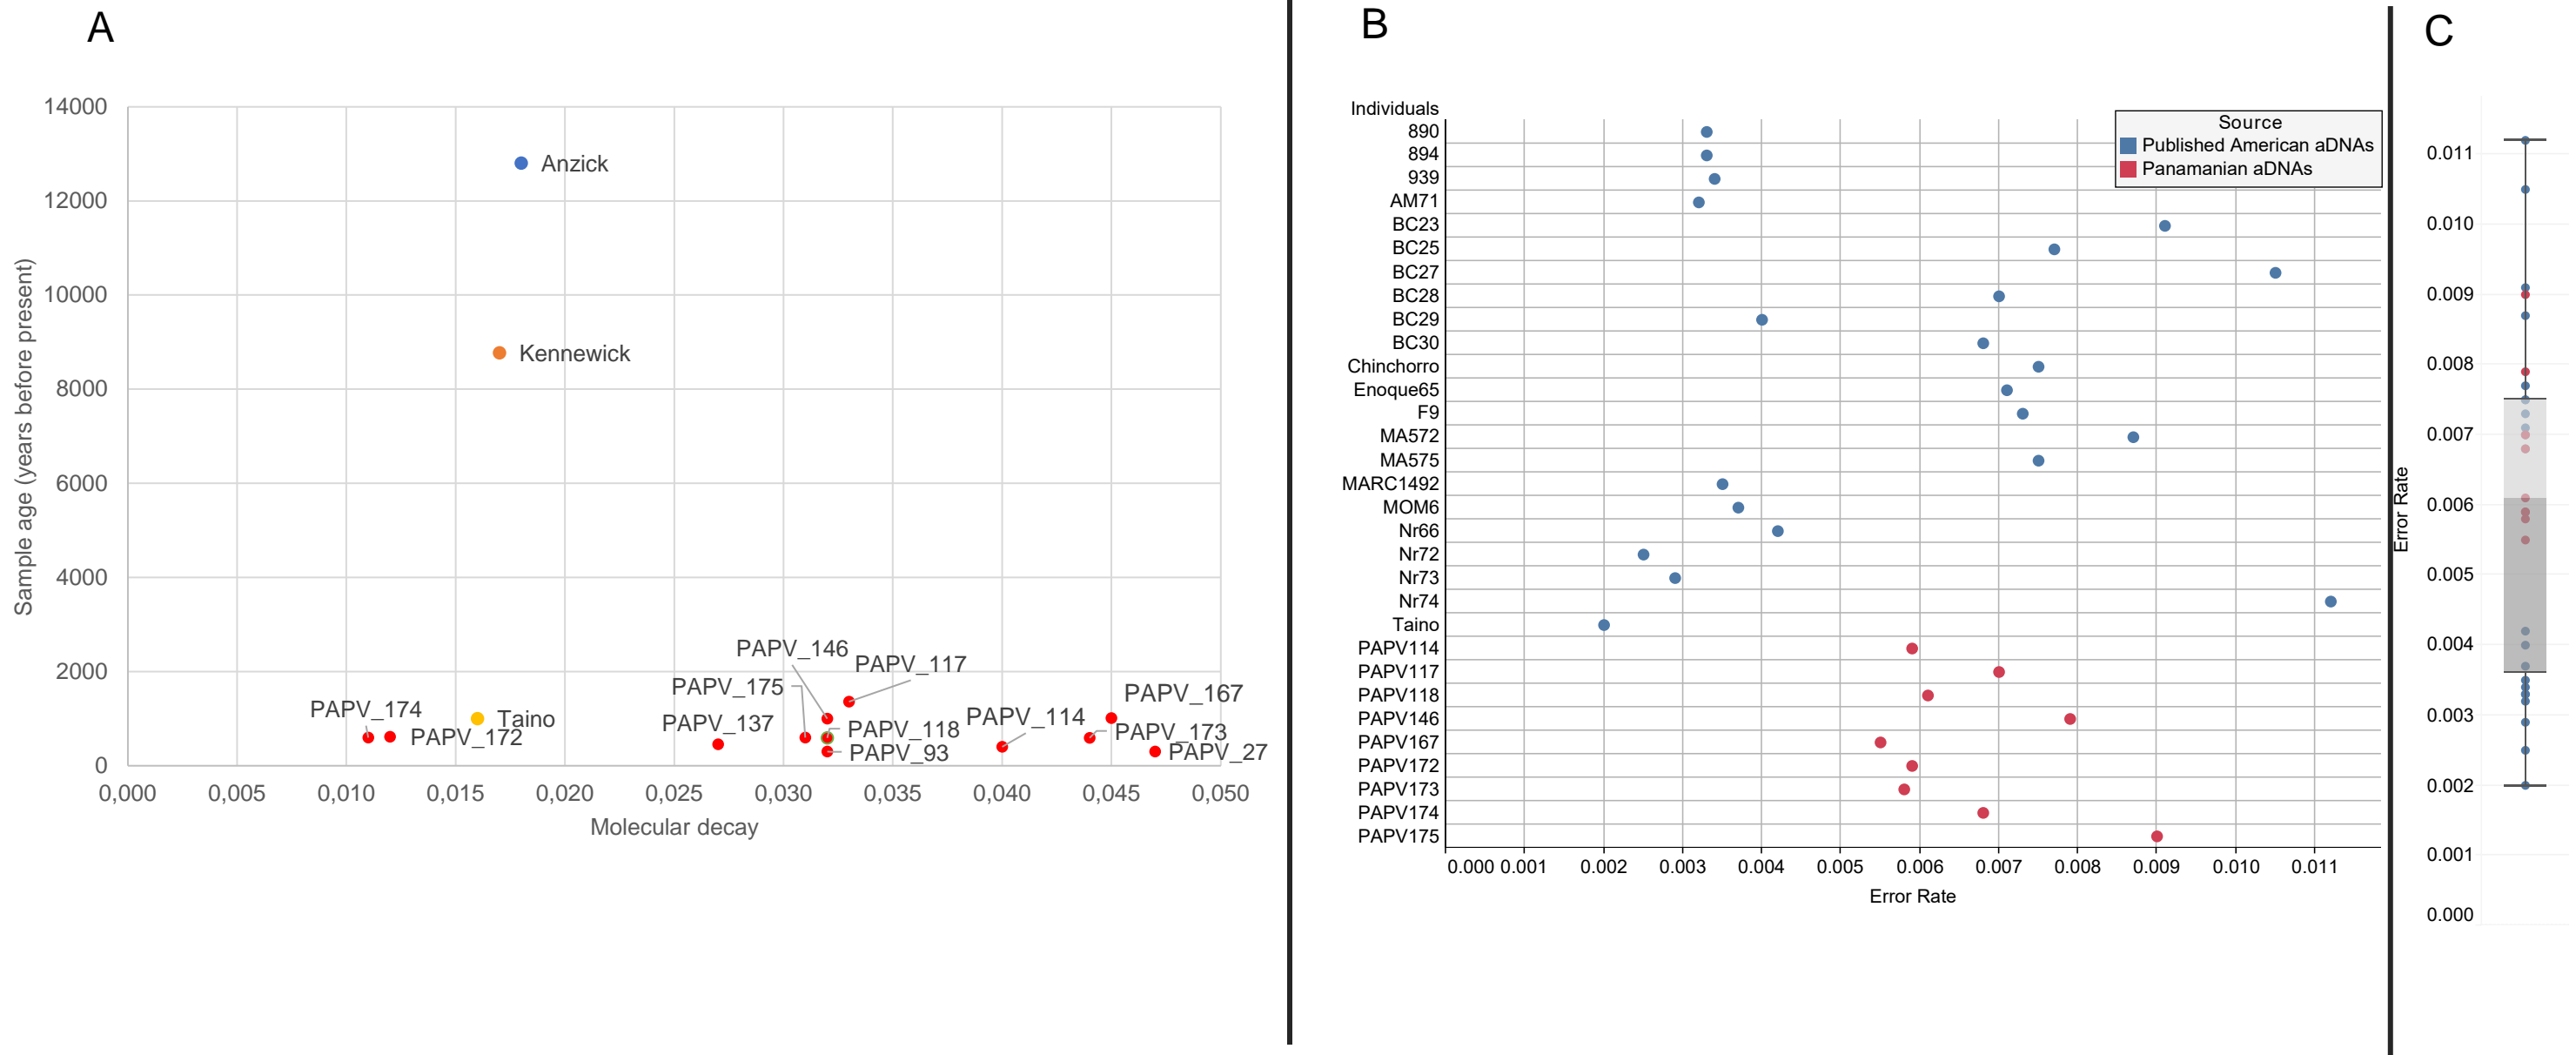 A
14000
12000
10000
8000
6000
4000
2000
0
Sample age (years before present)
Anzick
Kennewick
PAPV_146
PAPV_117
PAPV_175
PAPV_167
PAPV_174
Taino
PAPV_137
PAPV_114
PAPV_172
PAPV_118
PAPV_173
PAPV_93
PAPV_27
0,000 0,005 0,010 0,015 0,020 0,025 0,030 0,035 0,040 0,045 0,050
Molecular decay
B
Individuals
890
894
939
AM71
BC23
BC25
BC27
BC28
BC29
BC30
Chinchorro
Enoque65
F9
MA572
MA575
MARC1492
MOM6
Nr66
Nr72
Nr73
Nr74
Taino
PAPV114
PAPV117
PAPV118
PAPV146
PAPV167
PAPV172
PAPV173
PAPV174
PAPV175
Source
Published American aDNAs
Panamanian aDNAs
0.000 0.001 0.002 0.003 0.004 0.005 0.006 0.007 0.008 0.009 0.010 0.011
Error Rate
C
0.011
0.010
0.009
0.008
0.007
0.006
0.005
0.004
0.003
0.002
0.001
0.000
Error Rate